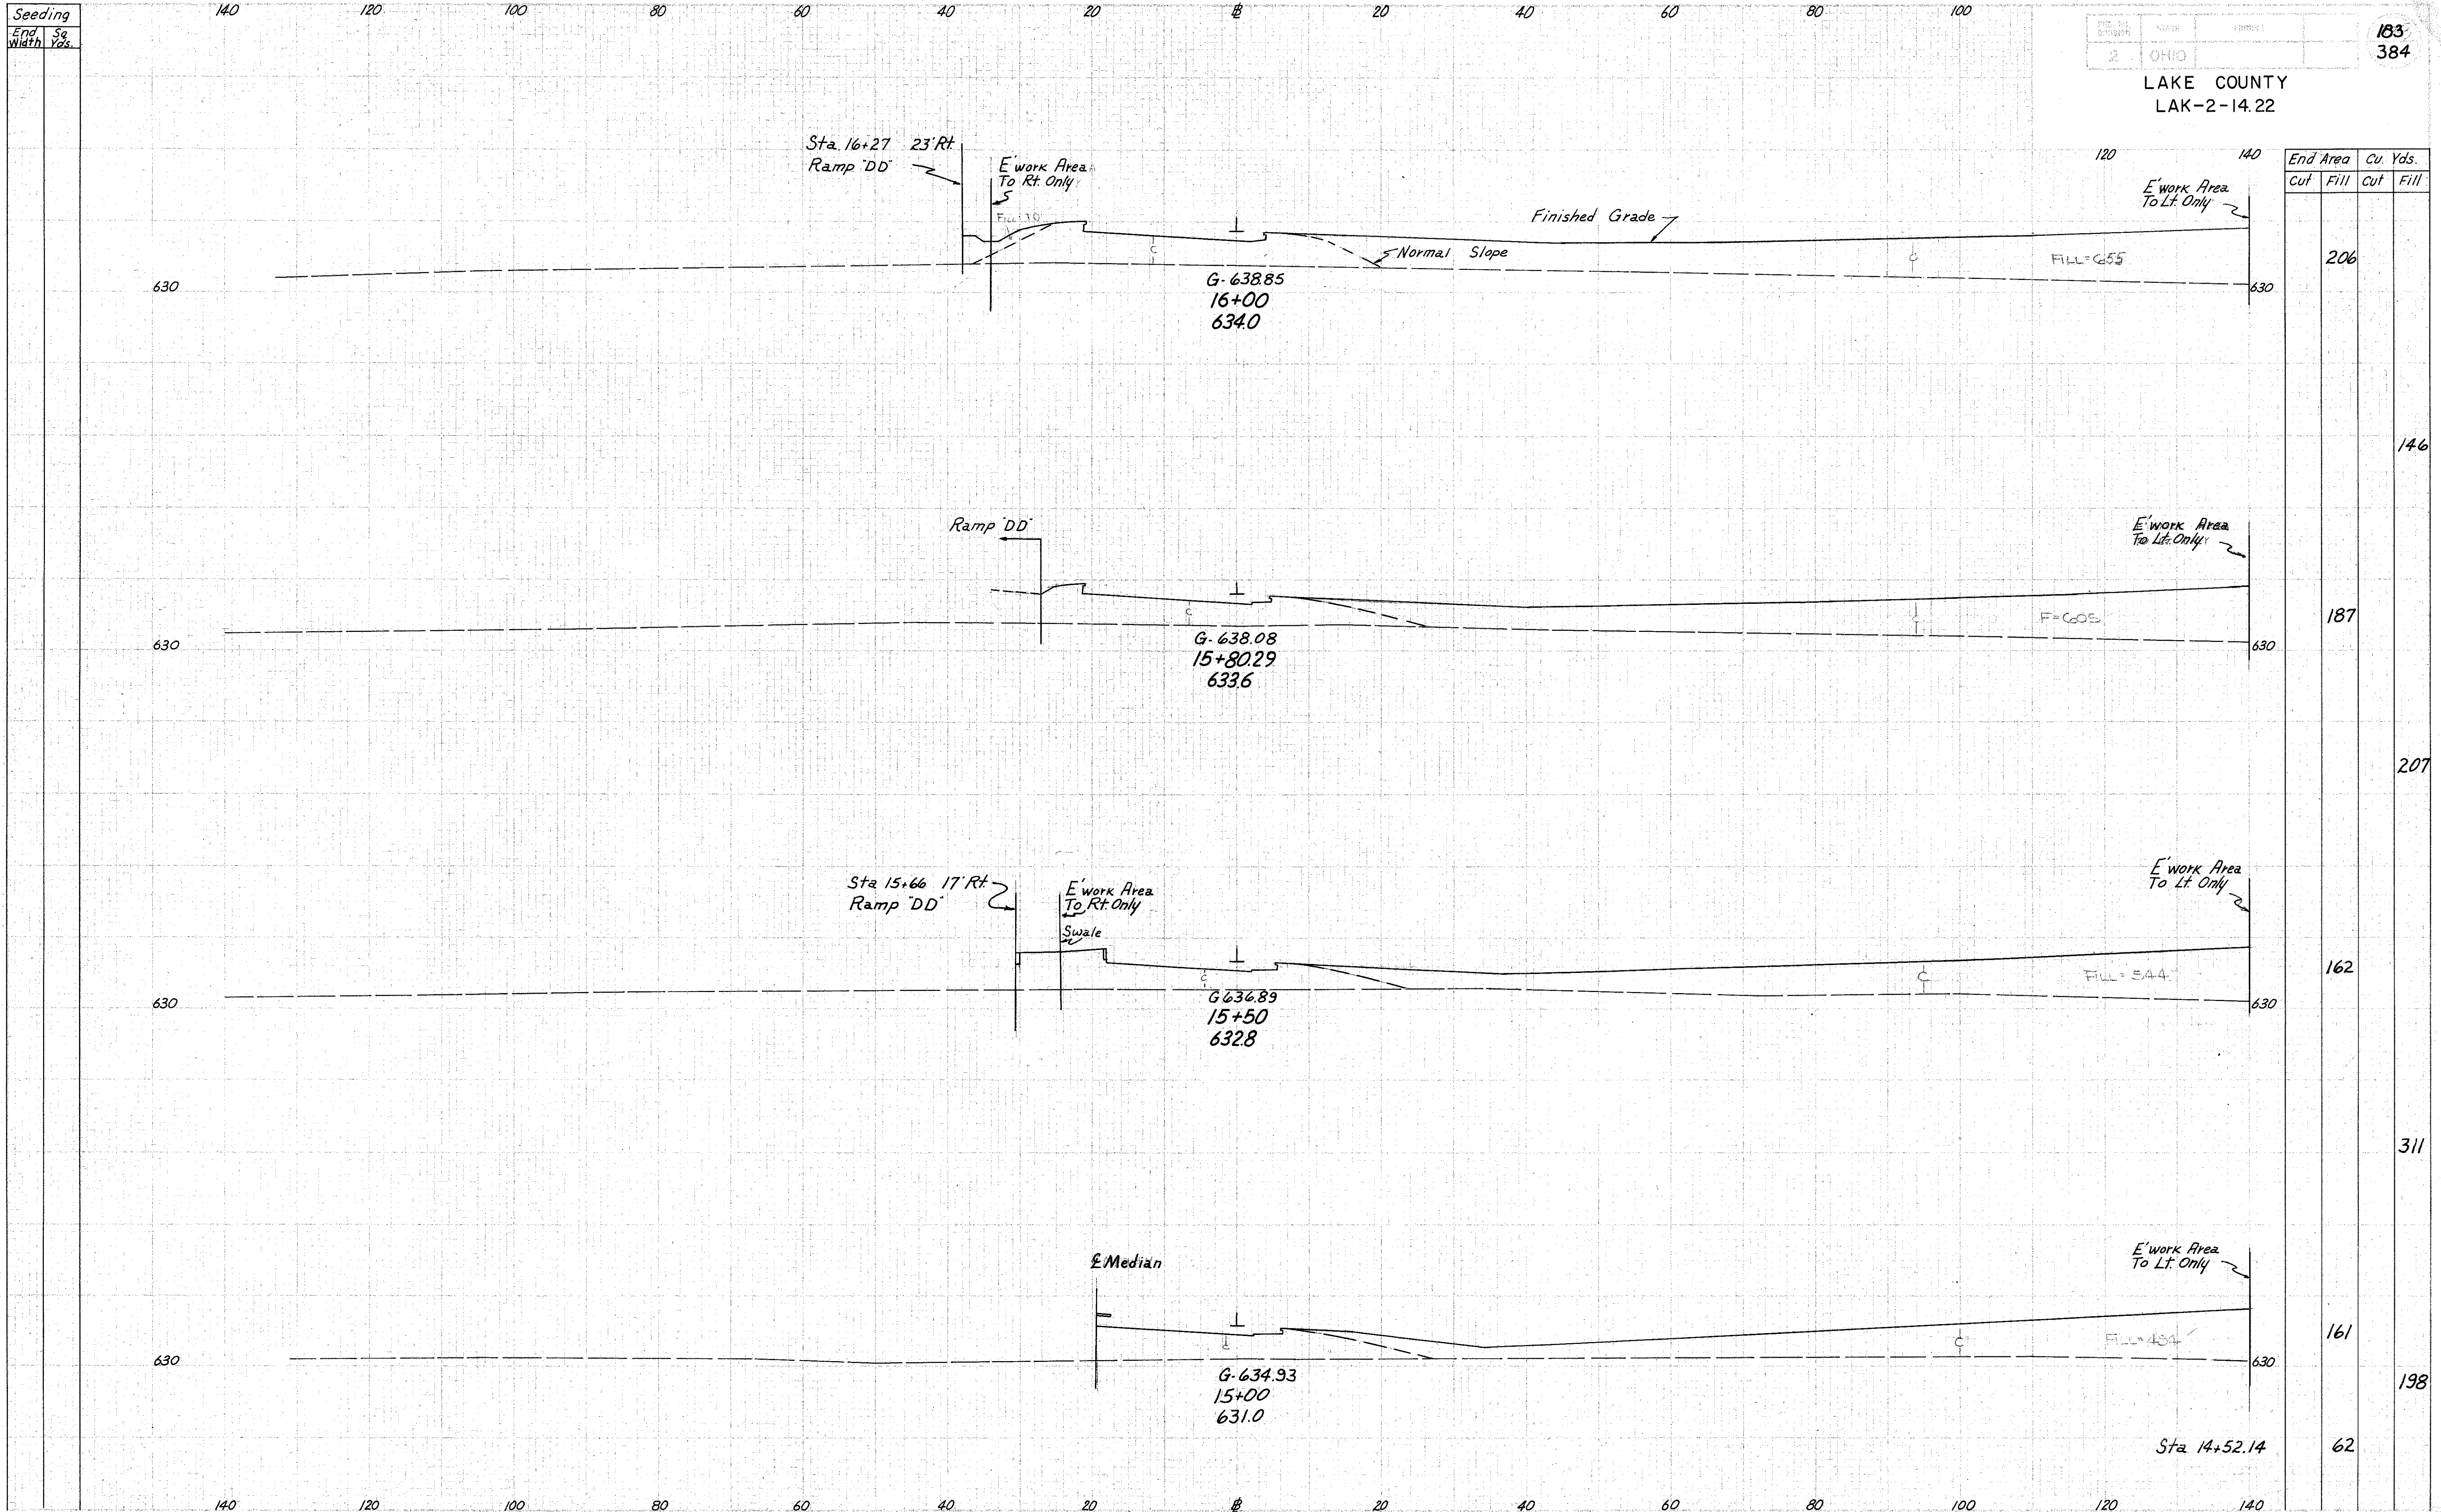 Seeding
End Width
Sq. Yds.
140 120 100 80 60 40 20 ℄ 20 40 60 80 100
2 OHIO
183
384
LAKE COUNTY
LAK-2-14.22
120 140
End Area Cu. Yds.
Cut Fill Cut Fill
Sta. 16+27 23' Rt.
Ramp "DD"
E'work Area
To Rt. Only
Finished Grade
Normal Slope
E'work Area
To Lt. Only
FILL=655
206
630
630
G-638.85
16+00
634.0
146
Ramp "DD"
E'work Area
To Lt. Only
F=605
187
630
630
G-638.08
15+80.29
633.6
207
Sta 15+66 17' Rt.
Ramp "DD"
E'work Area
To Rt. Only
Swale
E'work Area
To Lt. Only
FILL=544
162
630
630
G 636.89
15+50
632.8
311
℄ Median
E'work Area
To Lt. Only
161
630
630
G-634.93
15+00
631.0
198
Sta 14+52.14 62
140 120 100 80 60 40 20 ℄ 20 40 60 80 100 120 140